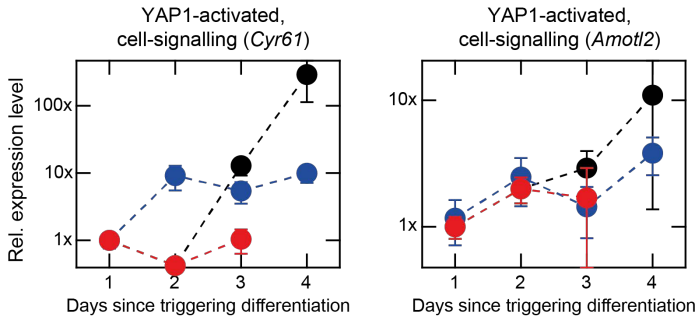 YAP1-activated,
cell-signalling (Cyr61)
YAP1-activated,
cell-signalling (Amotl2)
Rel. expression level
100x
10x
1x
10x
1x
1 2 3 4
1 2 3 4
Days since triggering differentiation
Days since triggering differentiation